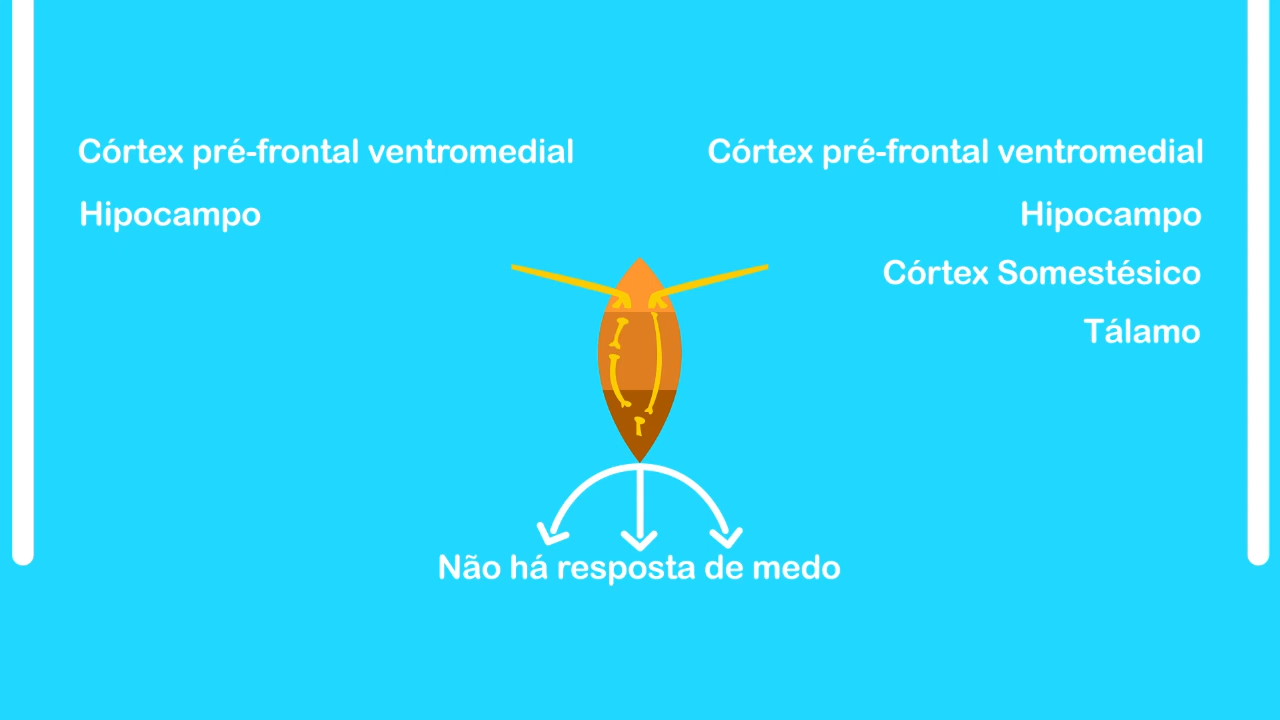 Córtex pré-frontal ventromedial
Hipocampo
Córtex pré-frontal ventromedial
Hipocampo
Córtex Somestésico
Tálamo
Não há resposta de medo